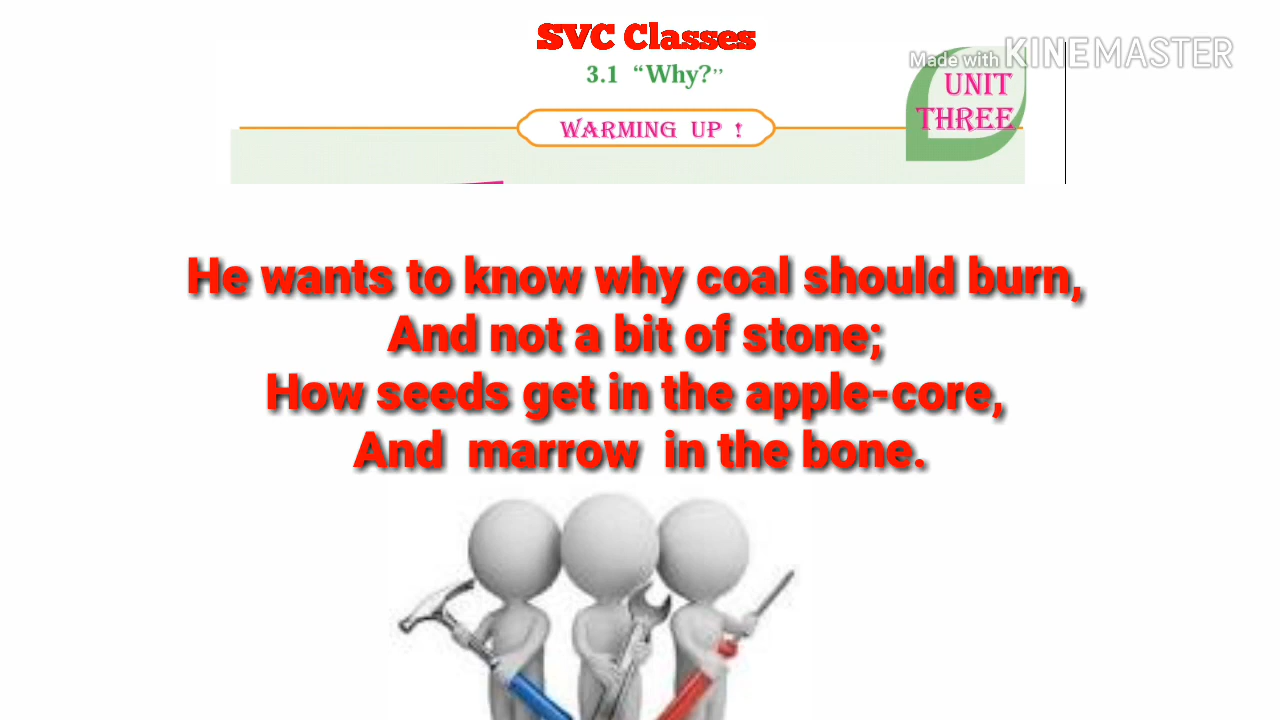 SVC Classes
Made with KINEMASTER
3.1 “Why?”
UNIT
THREE
WARMING UP !
He wants to know why coal should burn,
And not a bit of stone;
How seeds get in the apple-core,
And marrow in the bone.